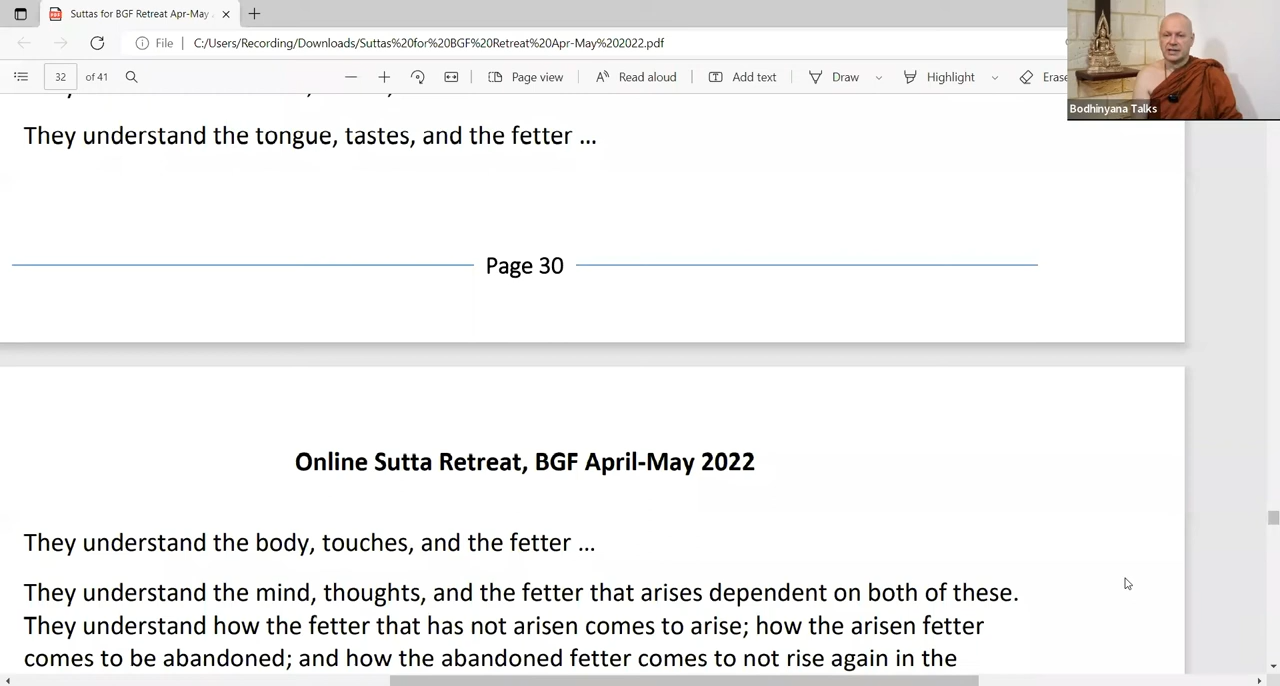 Suttas for BGF Retreat Apr-May
File
C:/Users/Recording/Downloads/Suttas%20for%20BGF%20Retreat%20Apr-May%202022.pdf
32 of 41
Page view
Read aloud
Add text
Draw
Highlight
Erase
Bodhinyana Talks
They understand the tongue, tastes, and the fetter ...
Page 30
Online Sutta Retreat, BGF April-May 2022
They understand the body, touches, and the fetter ...
They understand the mind, thoughts, and the fetter that arises dependent on both of these.
They understand how the fetter that has not arisen comes to arise; how the arisen fetter
comes to be abandoned; and how the abandoned fetter comes to not rise again in the